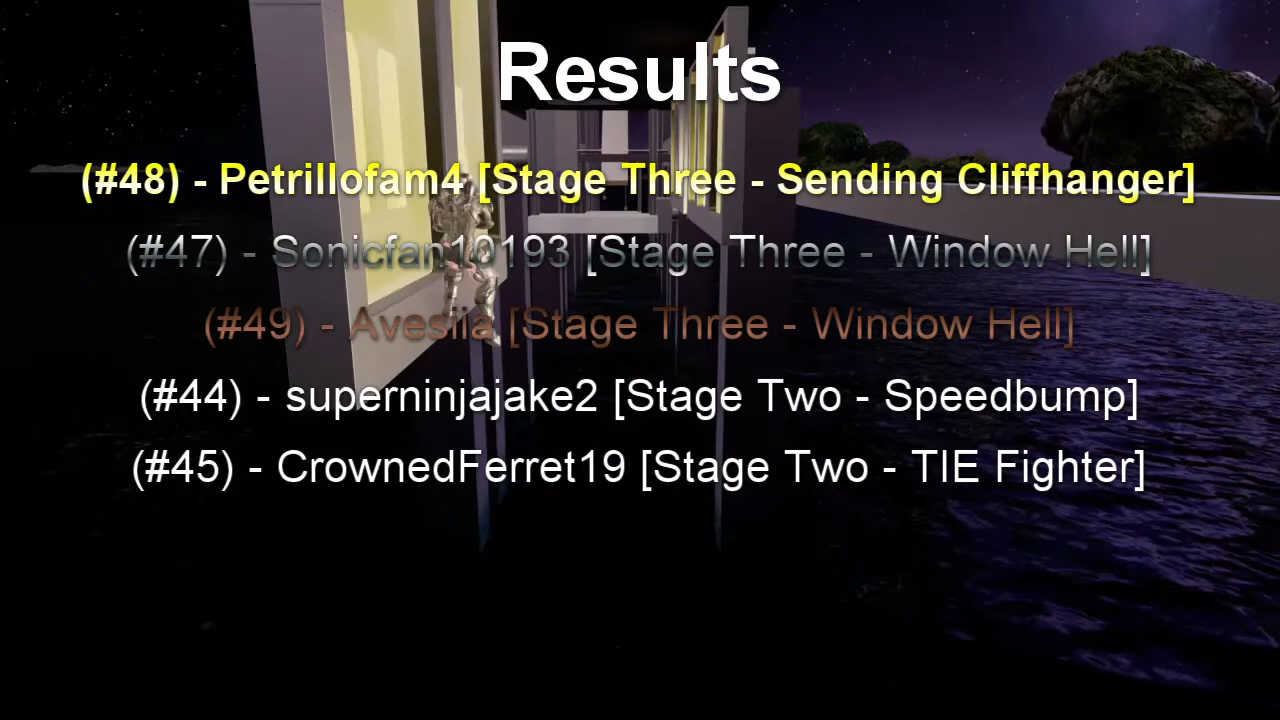 Results
(#48) - Petrillofam4 [Stage Three - Sending Cliffhanger]
(#47) - Sonicfan10193 [Stage Three - Window Hell]
(#49) - Avesiia [Stage Three - Window Hell]
(#44) - superninjajake2 [Stage Two - Speedbump]
(#45) - CrownedFerret19 [Stage Two - TIE Fighter]